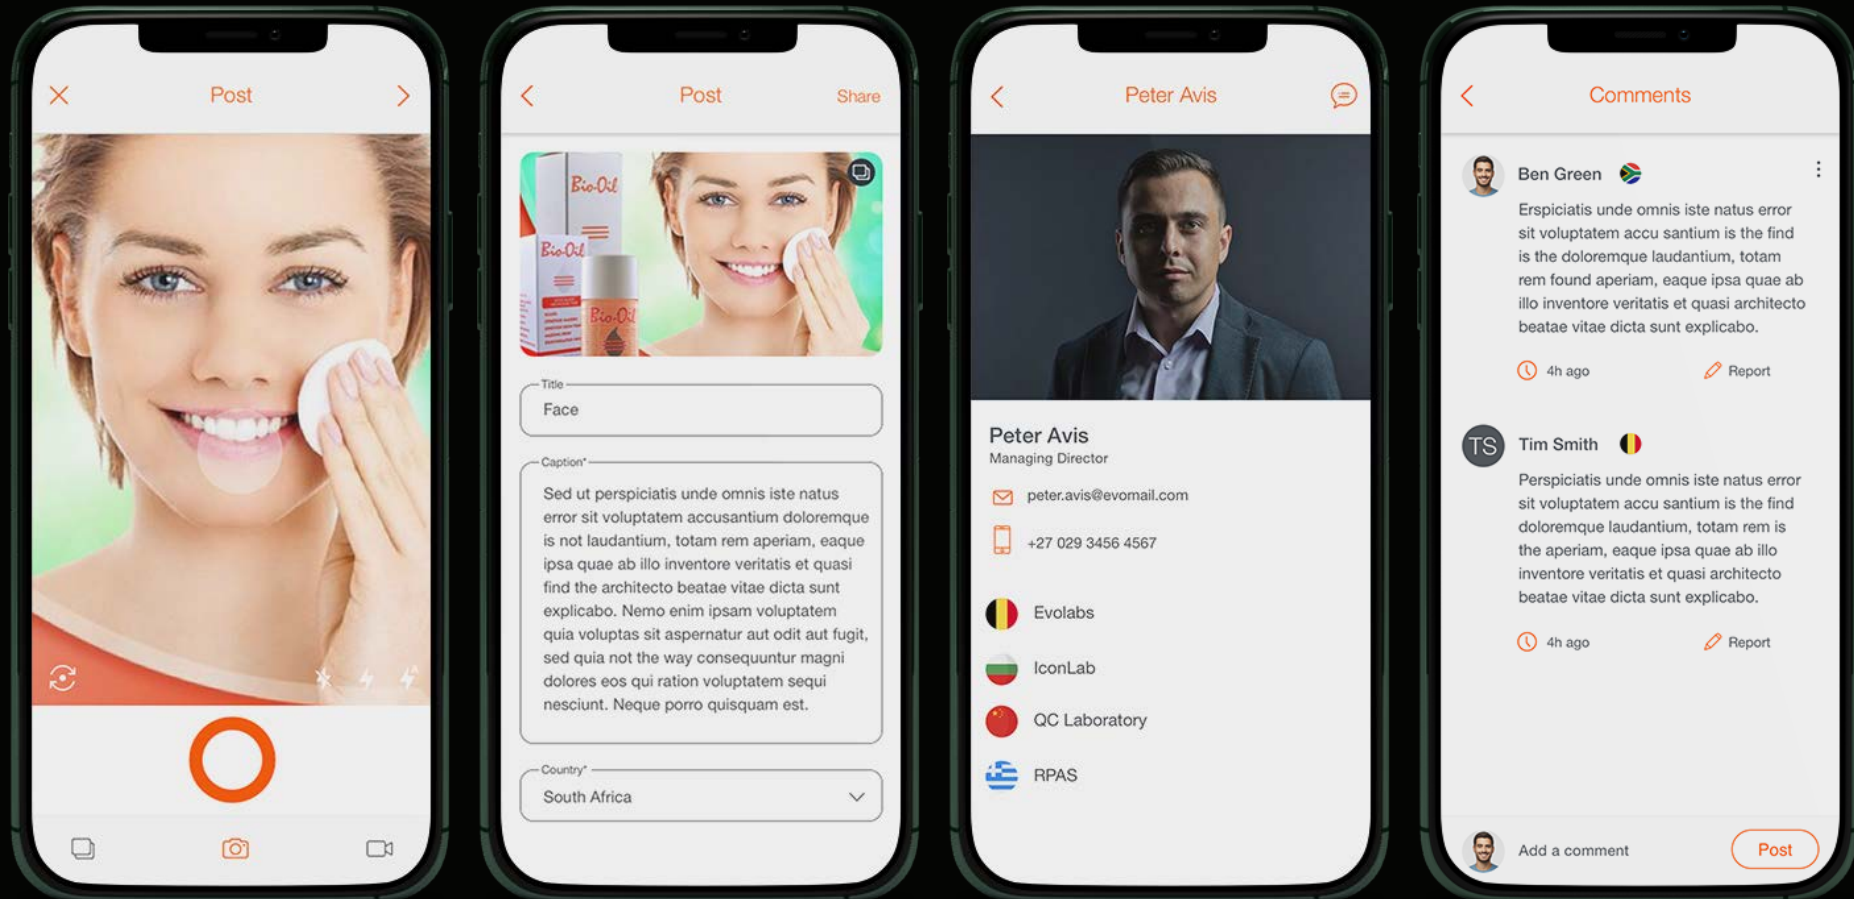 Post
Post
Share
Bio-Oil
Bio-Oil
Bio-Oil
Title
Face
Caption*
Sed ut perspiciatis unde omnis iste natus
error sit voluptatem accusantium doloremque
is not laudantium, totam rem aperiam, eaque
ipsa quae ab illo inventore veritatis et quasi
find the architecto beatae vitae dicta sunt
explicabo. Nemo enim ipsam voluptatem
quia voluptas sit aspernatur aut odit aut fugit,
sed quia not the way consequuntur magni
dolores eos qui ration voluptatem sequi
nesciunt. Neque porro quisquam est.
Country*
South Africa
Peter Avis
Peter Avis
Managing Director
peter.avis@evomail.com
+27 029 3456 4567
Evolabs
IconLab
QC Laboratory
RPAS
Comments
Ben Green
Erspiciatis unde omnis iste natus error
sit voluptatem accu santium is the find
is the doloremque laudantium, totam
rem found aperiam, eaque ipsa quae ab
illo inventore veritatis et quasi architecto
beatae vitae dicta sunt explicabo.
4h ago
Report
TS
Tim Smith
Perspiciatis unde omnis iste natus error
sit voluptatem accu santium is the find
doloremque laudantium, totam rem is
the aperiam, eaque ipsa quae ab illo
inventore veritatis et quasi architecto
beatae vitae dicta sunt explicabo.
4h ago
Report
Add a comment
Post